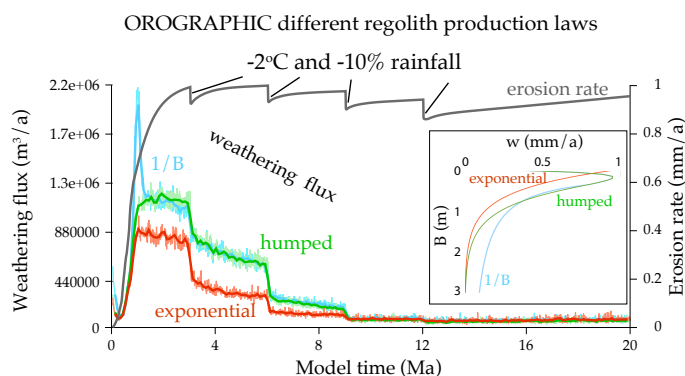 OROGRAPHIC different regolith production laws
-2°C and -10% rainfall
2.2e+06
1.7e+06
1.3e+06
880000
440000
0
Weathering flux (m³/a)
1
0.8
0.6
0.4
0.2
0
Erosion rate (mm/a)
erosion rate
1/B
weathering flux
humped
exponential
w (mm/a)
0 0.5 1
0
1
2
3
B (m)
exponential
humped
1/B
0 4 8 12 16 20
Model time (Ma)